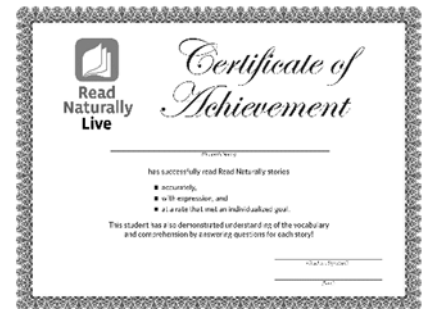 Certificate of
Achievement
Read
Naturally
Live
has successfully read Read Naturally stories
■ accurately,
■ with expression, and
■ at a rate that met an individualized goal.
This student has also demonstrated understanding of the vocabulary
and comprehension by answering questions for each story!